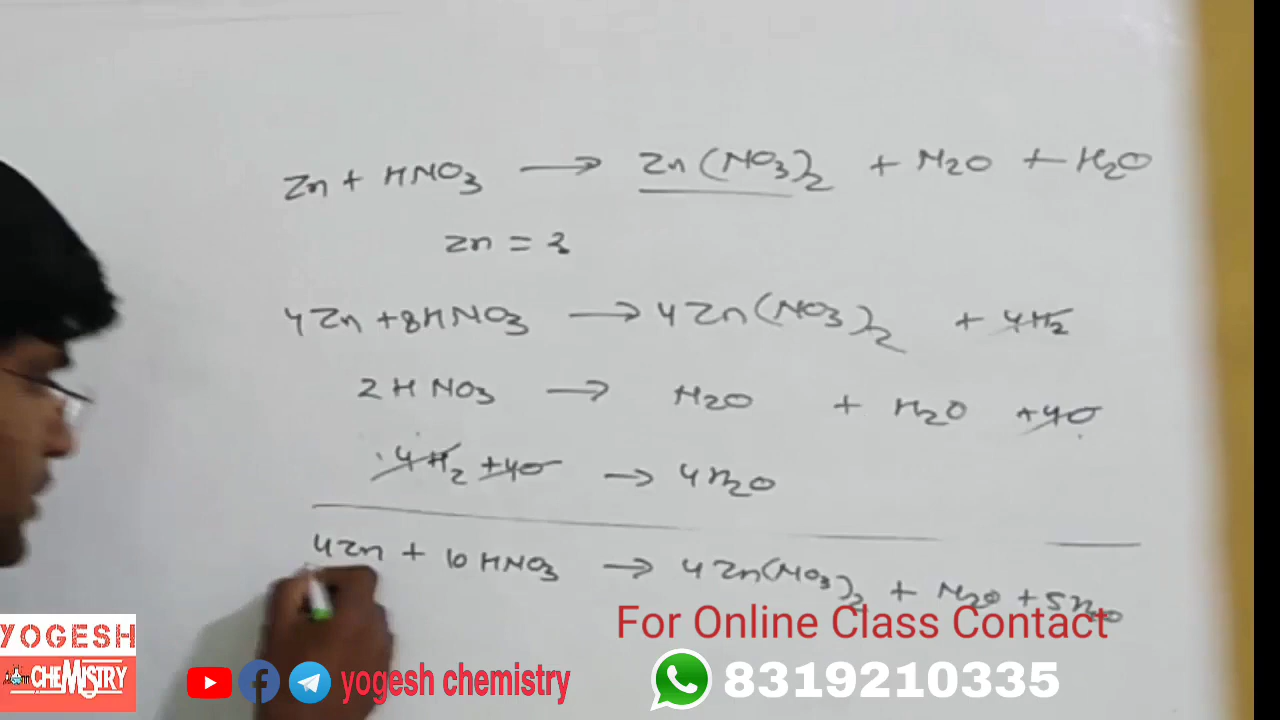 Zn + HNO3 → Zn(NO3)2 + N2O + H2O
Zn = 2
4Zn + 8HNO3 → 4Zn(NO3)2 + 4H2
2HNO3 → N2O + H2O + 4O
4H2 + 4O → 4H2O
4Zn + 10HNO3 → 4Zn(NO3)2 + N2O + 5H2O
For Online Class Contact
YOGESH
CHEMISTRY
yogesh chemistry
8319210335